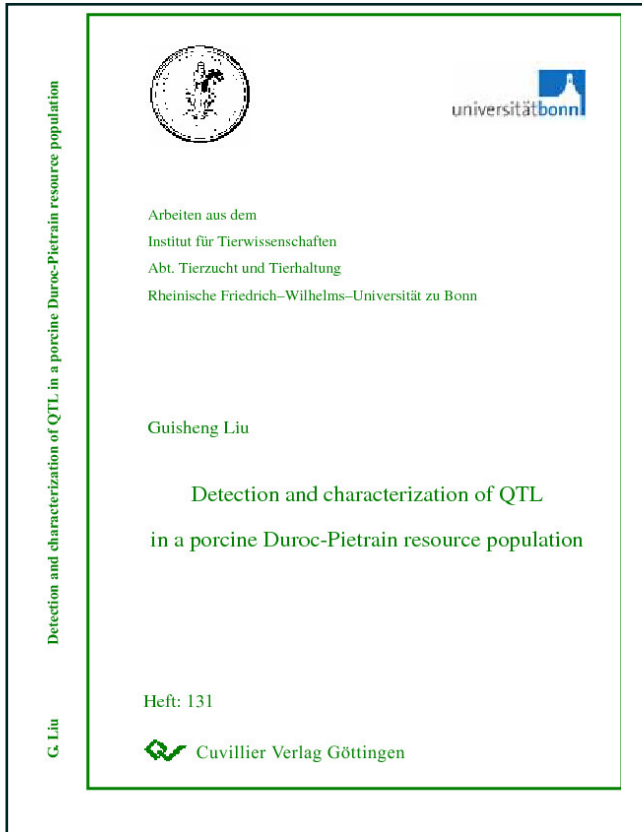 G. Liu Detection and characterization of QTL in a porcine Duroc-Pietrain resource population
universitätbonn
Arbeiten aus dem
Institut für Tierwissenschaften
Abt. Tierzucht und Tierhaltung
Rheinische Friedrich–Wilhelms–Universität zu Bonn
Guisheng Liu
Detection and characterization of QTL
in a porcine Duroc-Pietrain resource population
Heft: 131
Cuvillier Verlag Göttingen